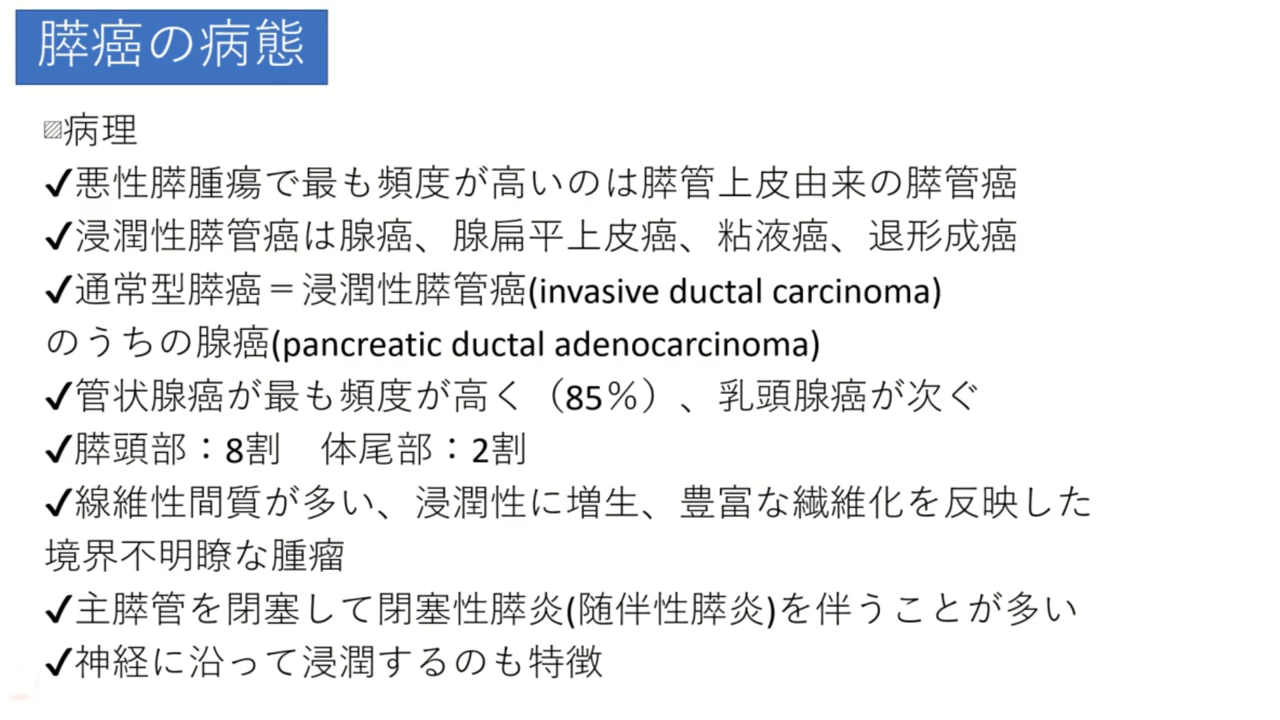 膵癌の病態
▨病理
✔悪性膵腫瘍で最も頻度が高いのは膵管上皮由来の膵管癌
✔浸潤性膵管癌は腺癌、腺扁平上皮癌、粘液癌、退形成癌
✔通常型膵癌＝浸潤性膵管癌(invasive ductal carcinoma)
のうちの腺癌(pancreatic ductal adenocarcinoma)
✔管状腺癌が最も頻度が高く（85％）、乳頭腺癌が次ぐ
✔膵頭部：8割　体尾部：2割
✔線維性間質が多い、浸潤性に増生、豊富な繊維化を反映した
境界不明瞭な腫瘤
✔主膵管を閉塞して閉塞性膵炎(随伴性膵炎)を伴うことが多い
✔神経に沿って浸潤するのも特徴